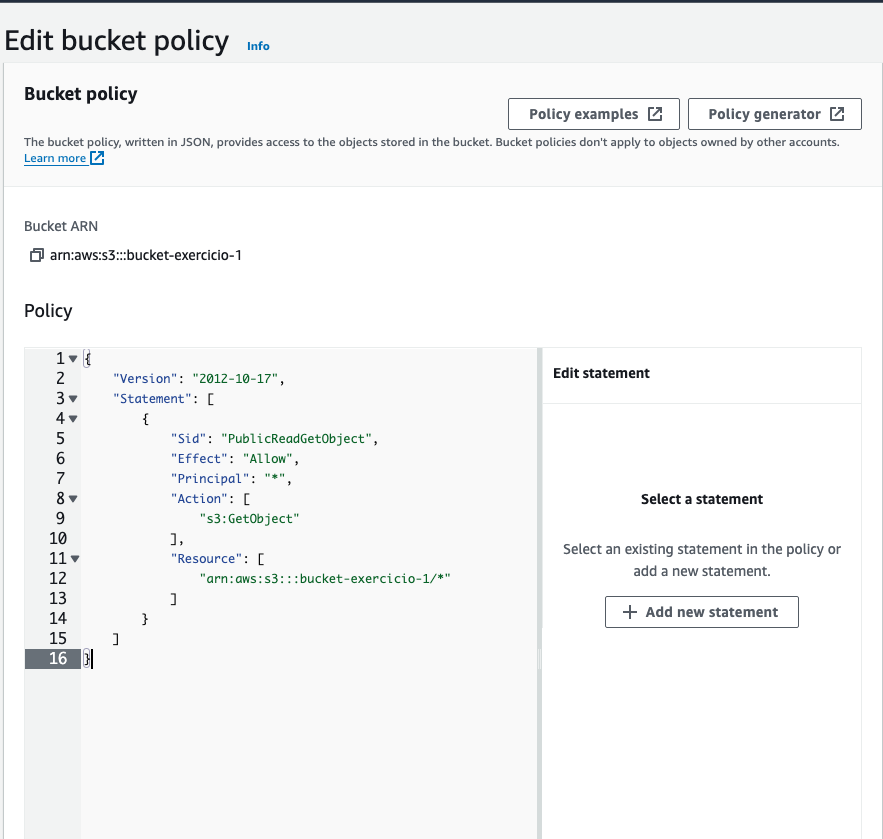 Edit bucket policy Info
Bucket policy
Policy examples
Policy generator
The bucket policy, written in JSON, provides access to the objects stored in the bucket. Bucket policies don't apply to objects owned by other accounts.
Learn more
Bucket ARN
arn:aws:s3:::bucket-exercicio-1
Policy
1 {
2     "Version": "2012-10-17",
3     "Statement": [
4         {
5             "Sid": "PublicReadGetObject",
6             "Effect": "Allow",
7             "Principal": "*",
8             "Action": [
9                 "s3:GetObject"
10             ],
11             "Resource": [
12                 "arn:aws:s3:::bucket-exercicio-1/*"
13             ]
14         }
15     ]
16 }
Edit statement
Select a statement
Select an existing statement in the policy or
add a new statement.
Add new statement